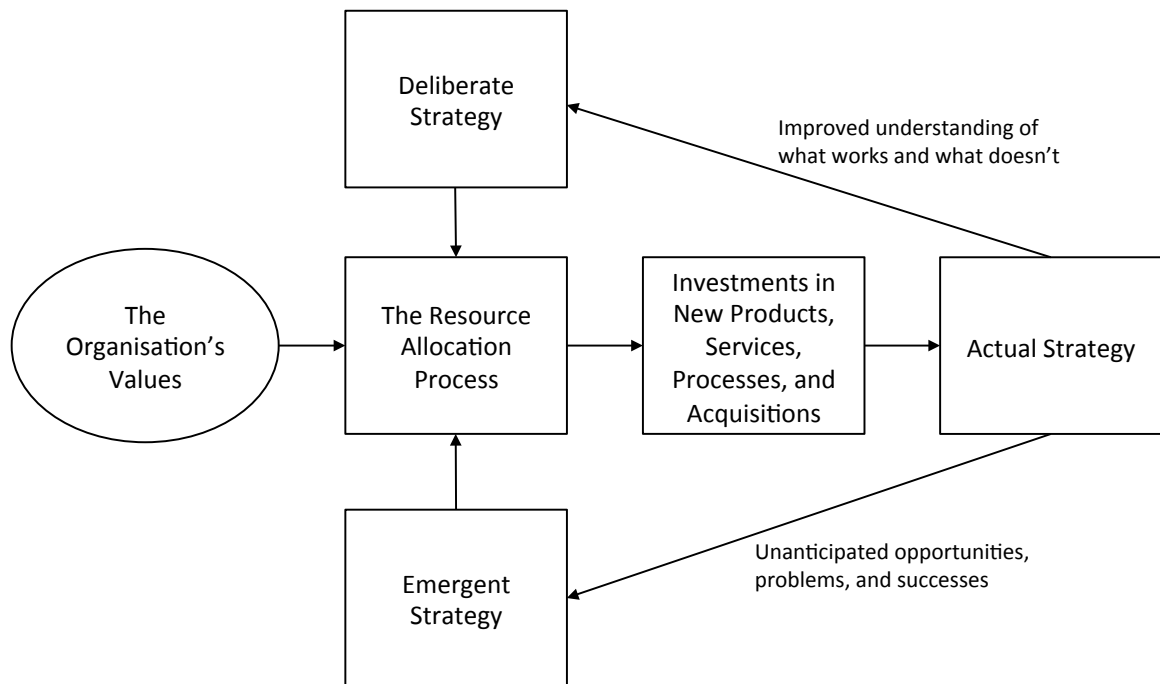 Deliberate
Strategy
Improved understanding of
what works and what doesn't
The
Organisation's
Values
The Resource
Allocation
Process
Investments in
New Products,
Services,
Processes, and
Acquisitions
Actual Strategy
Emergent
Strategy
Unanticipated opportunities,
problems, and successes